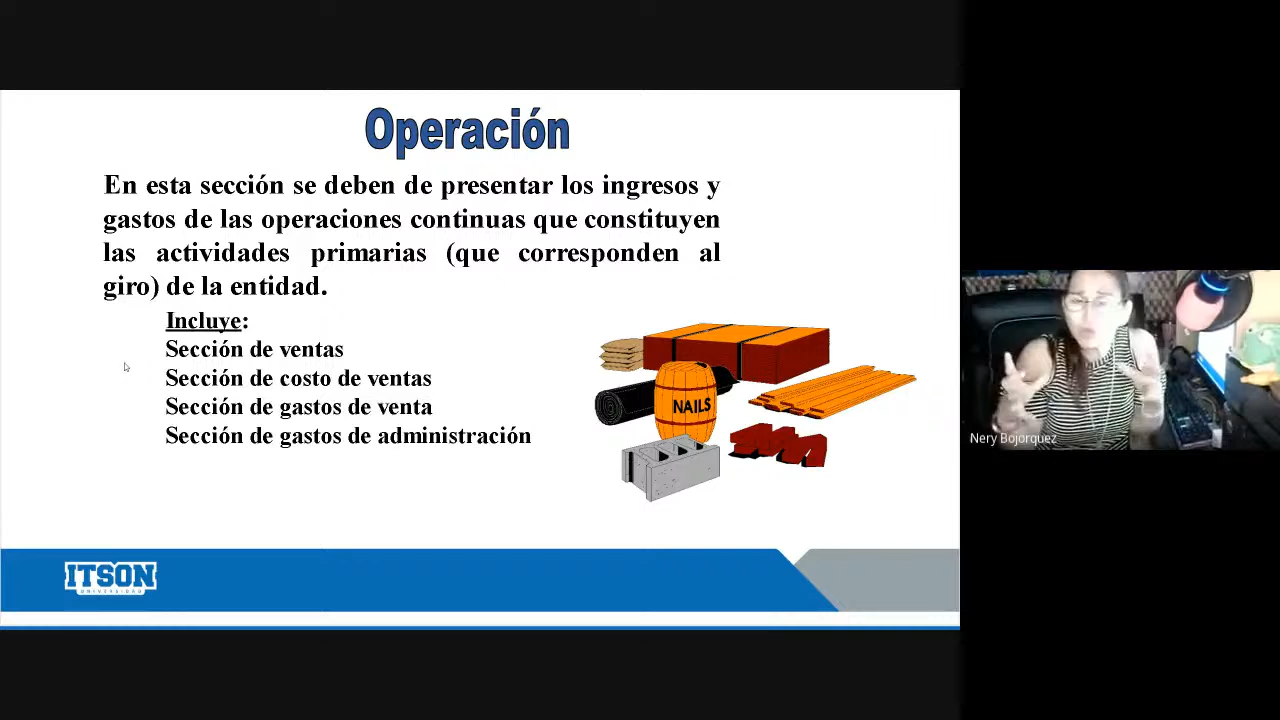 Operación
En esta sección se deben de presentar los ingresos y
gastos de las operaciones continuas que constituyen
las actividades primarias (que corresponden al
giro) de la entidad.
Incluye:
Sección de ventas
Sección de costo de ventas
Sección de gastos de venta
Sección de gastos de administración
NAILS
Nery Bojorquez
ITSON
UNIVERSIDAD